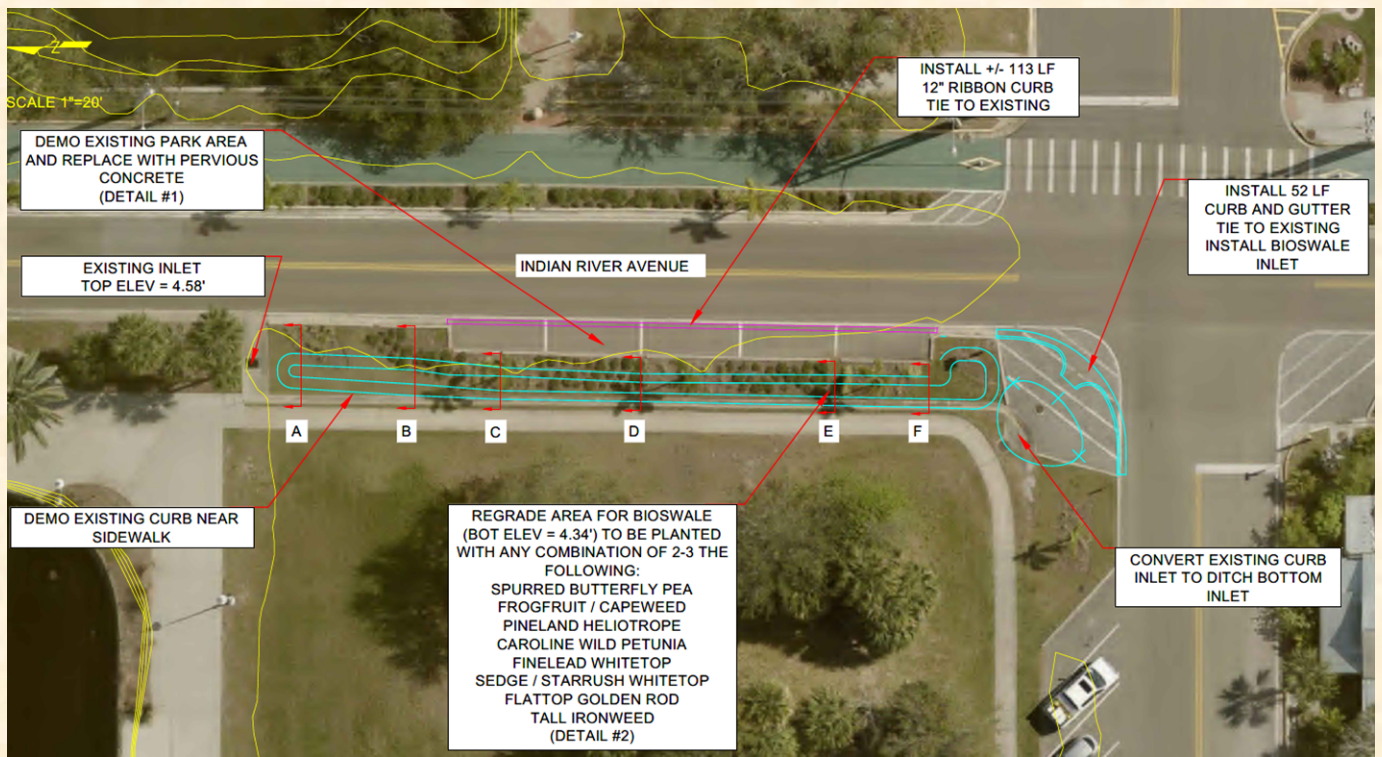 Z
SCALE 1"=20'
INSTALL +/- 113 LF
12" RIBBON CURB
TIE TO EXISTING
DEMO EXISTING PARK AREA
AND REPLACE WITH PERVIOUS
CONCRETE
(DETAIL #1)
INSTALL 52 LF
CURB AND GUTTER
TIE TO EXISTING
INSTALL BIOSWALE
INLET
EXISTING INLET
TOP ELEV = 4.58'
INDIAN RIVER AVENUE
A
B
C
D
E
F
DEMO EXISTING CURB NEAR
SIDEWALK
REGRADE AREA FOR BIOSWALE
(BOT ELEV = 4.34') TO BE PLANTED
WITH ANY COMBINATION OF 2-3 THE
FOLLOWING:
SPURRED BUTTERFLY PEA
FROGFRUIT / CAPEWEED
PINELAND HELIOTROPE
CAROLINE WILD PETUNIA
FINELEAD WHITETOP
SEDGE / STARRUSH WHITETOP
FLATTOP GOLDEN ROD
TALL IRONWEED
(DETAIL #2)
CONVERT EXISTING CURB
INLET TO DITCH BOTTOM
INLET